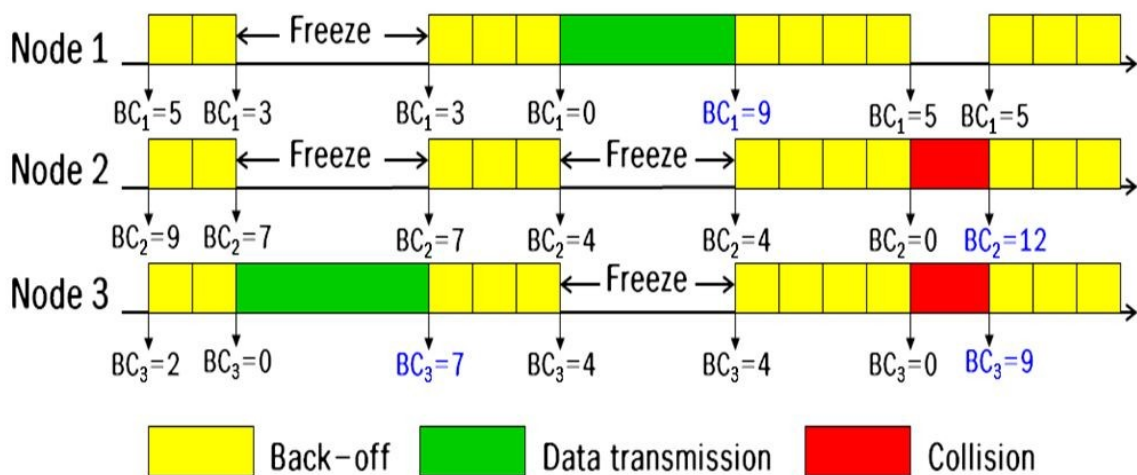 Node 1
Freeze
BC1=5 BC1=3 BC1=3 BC1=0 BC1=9 BC1=5 BC1=5
Node 2
Freeze Freeze
BC2=9 BC2=7 BC2=7 BC2=4 BC2=4 BC2=0 BC2=12
Node 3
Freeze
BC3=2 BC3=0 BC3=7 BC3=4 BC3=4 BC3=0 BC3=9
Back-off Data transmission Collision